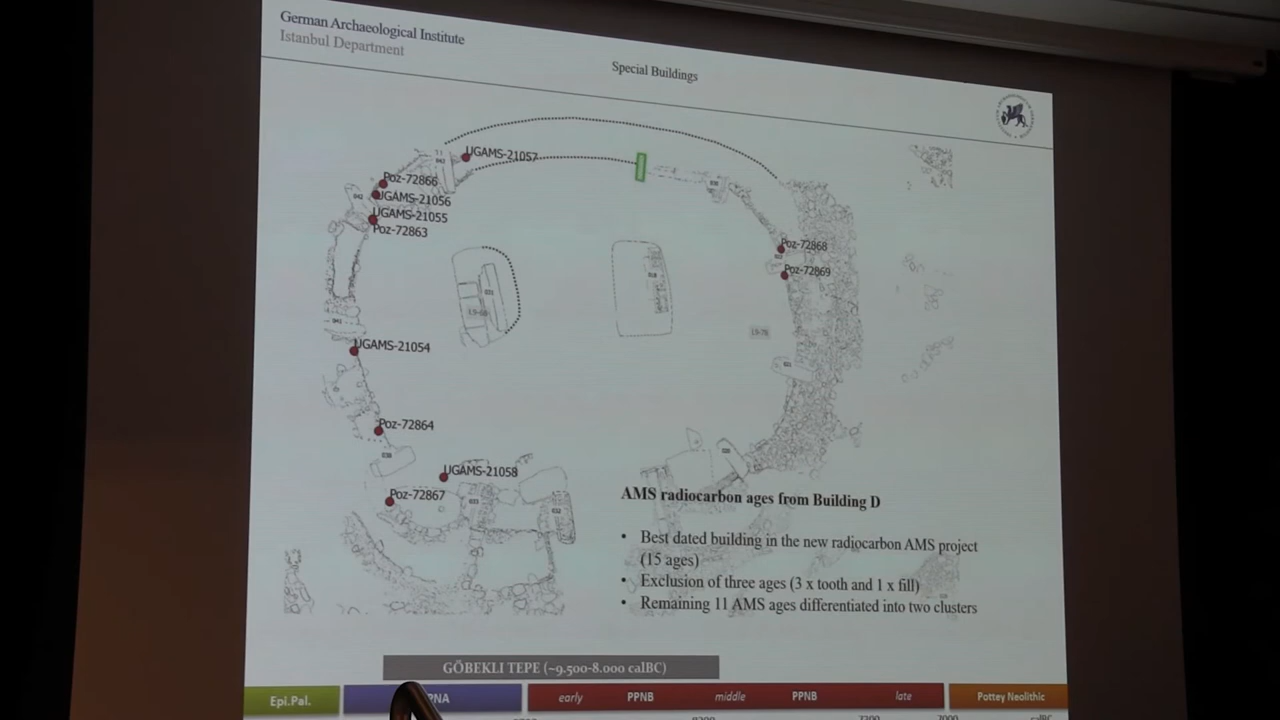 German Archaeological Institute
Istanbul Department
Special Buildings
UGAMS-21057
Poz-72866
UGAMS-21056
UGAMS-21055
Poz-72863
Poz-72868
Poz-72869
UGAMS-21054
Poz-72864
UGAMS-21058
Poz-72867
AMS radiocarbon ages from Building D
• Best dated building in the new radiocarbon AMS project
(15 ages)
• Exclusion of three ages (3 x tooth and 1 x fill)
• Remaining 11 AMS ages differentiated into two clusters
GÖBEKLI TEPE (~9.500-8.000 calBC)
Epi.Pal. early PPNB middle PPNB late Pottey Neolithic